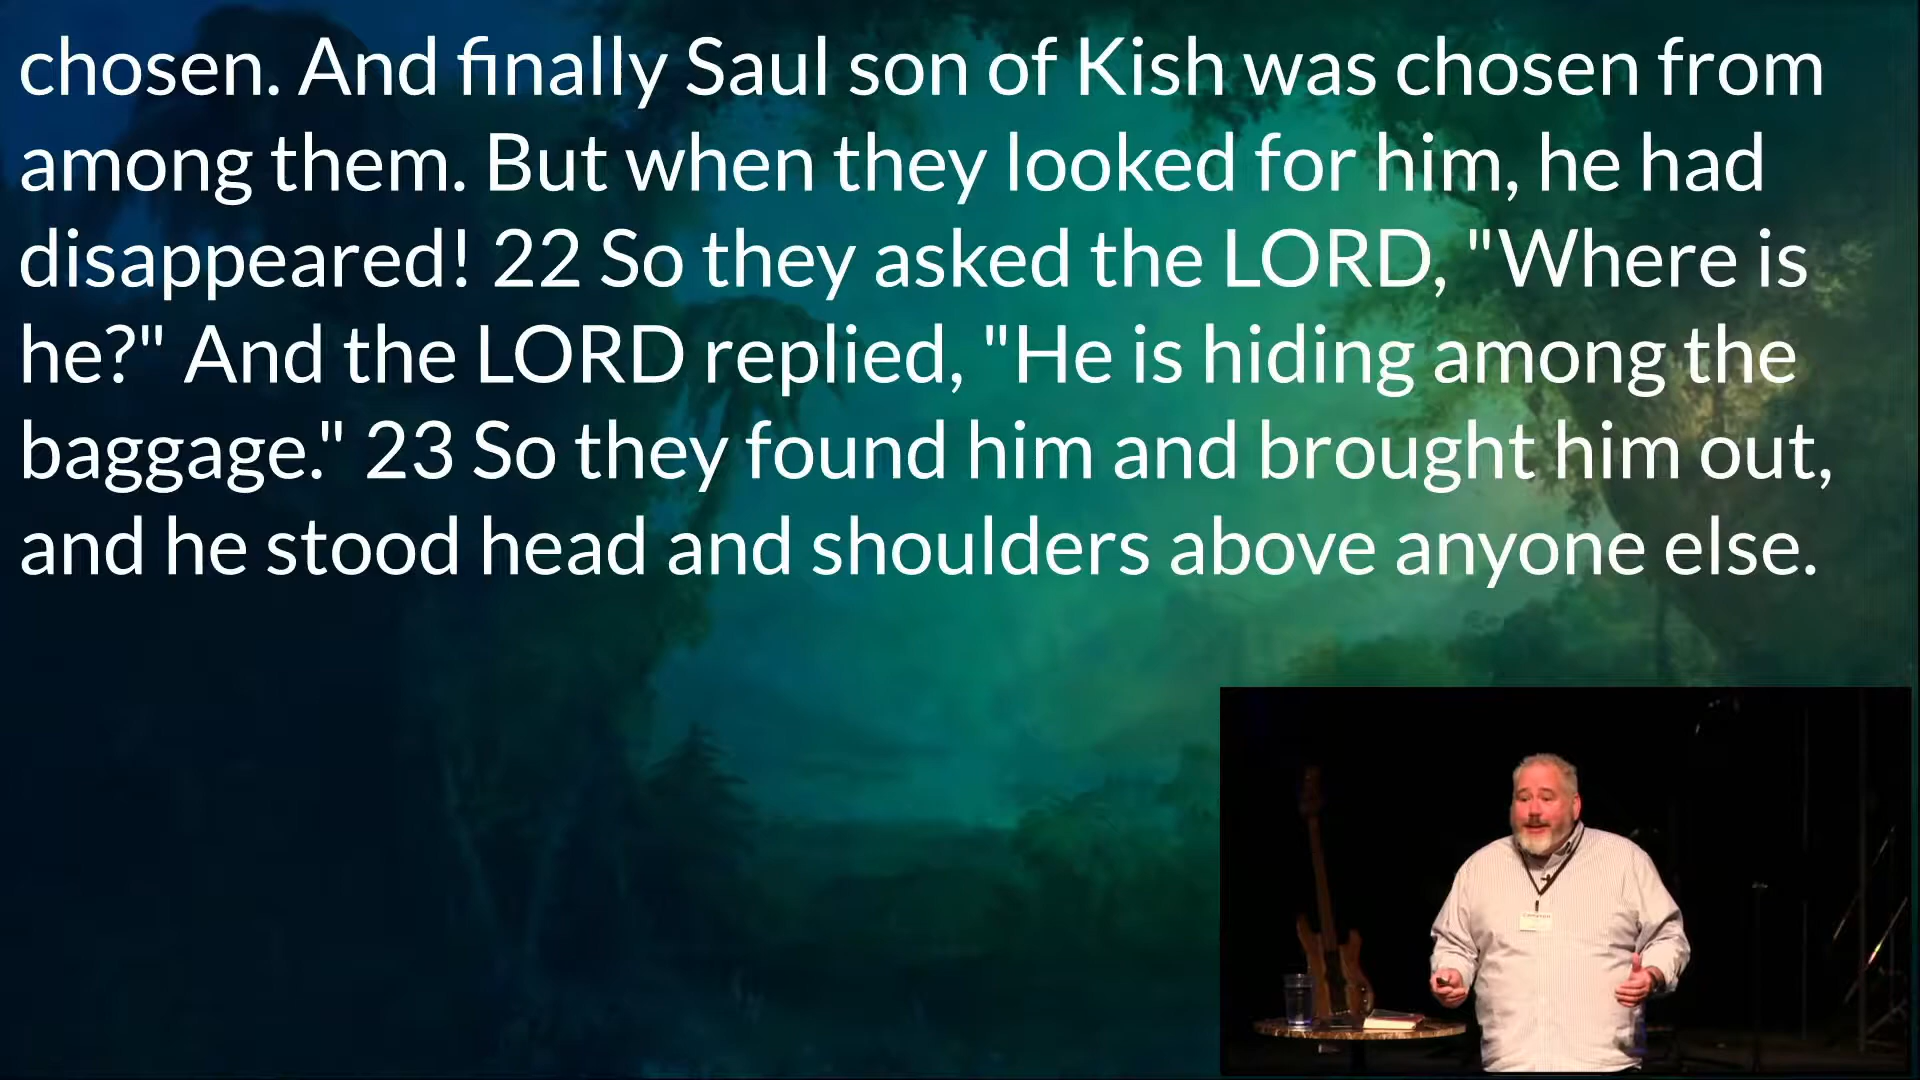 chosen. And finally Saul son of Kish was chosen from
among them. But when they looked for him, he had
disappeared! 22 So they asked the LORD, "Where is
he?" And the LORD replied, "He is hiding among the
baggage." 23 So they found him and brought him out,
and he stood head and shoulders above anyone else.